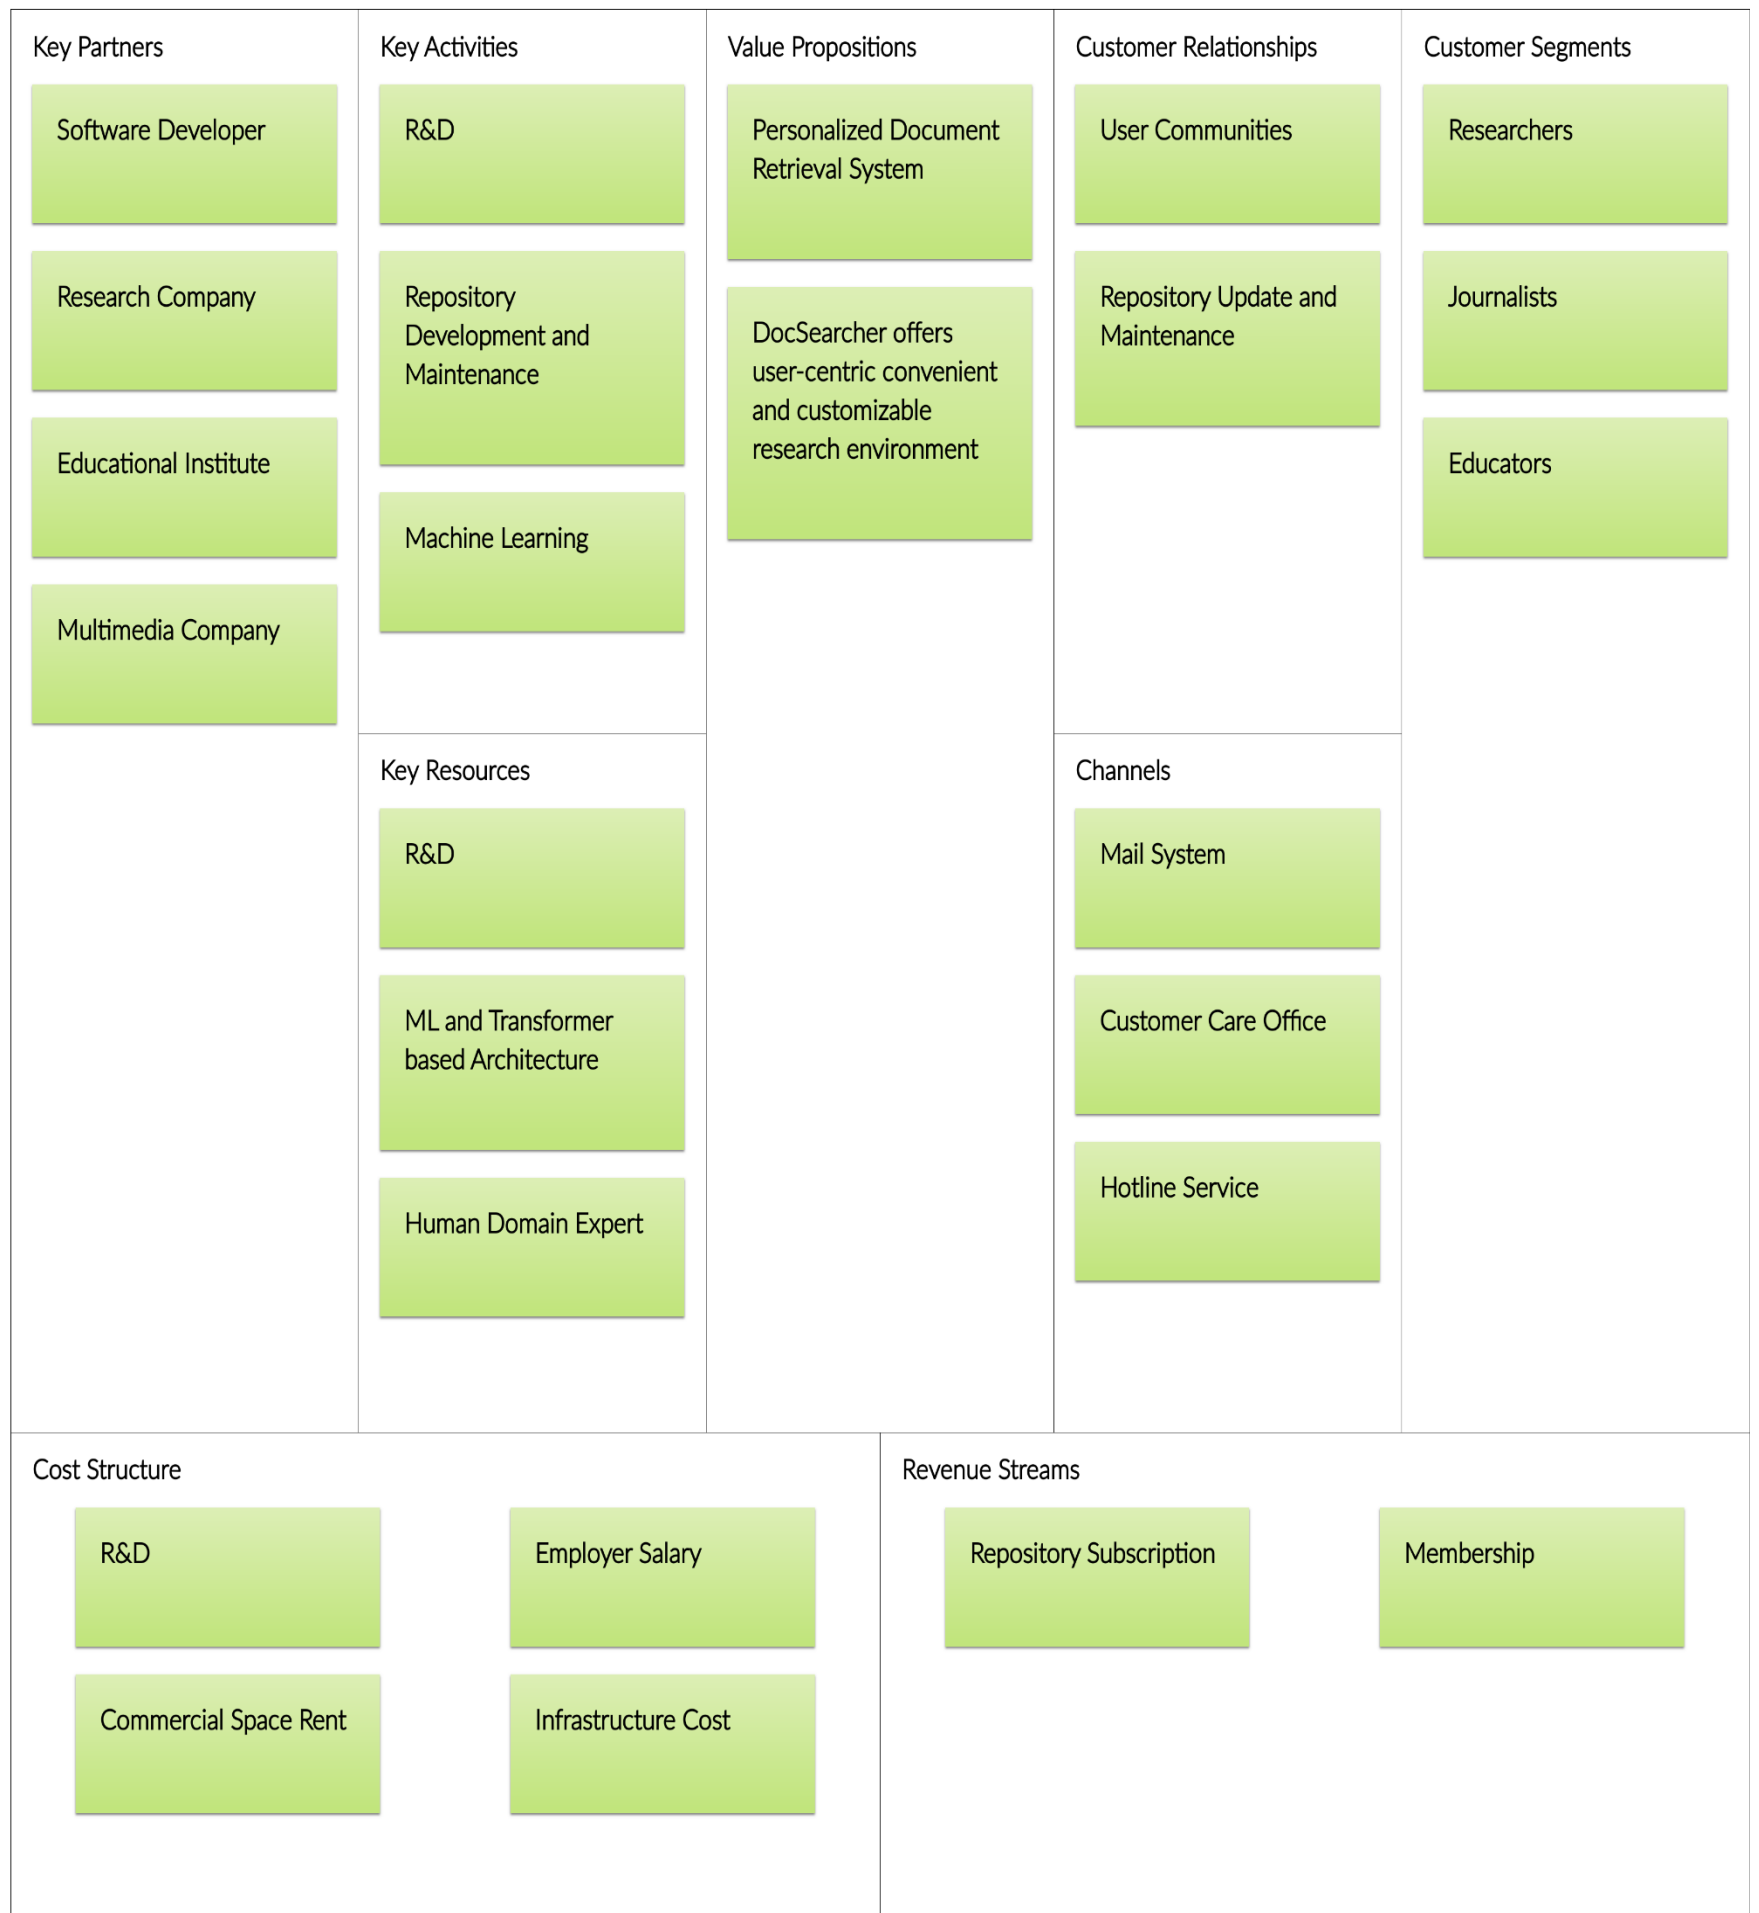 Key Partners
Software Developer
Research Company
Educational Institute
Multimedia Company
Key Activities
R&D
Repository
Development and
Maintenance
Machine Learning
Key Resources
R&D
ML and Transformer
based Architecture
Human Domain Expert
Value Propositions
Personalized Document
Retrieval System
DocSearcher offers
user-centric convenient
and customizable
research environment
Customer Relationships
User Communities
Repository Update and
Maintenance
Channels
Mail System
Customer Care Office
Hotline Service
Customer Segments
Researchers
Journalists
Educators
Cost Structure
R&D
Employer Salary
Commercial Space Rent
Infrastructure Cost
Revenue Streams
Repository Subscription
Membership